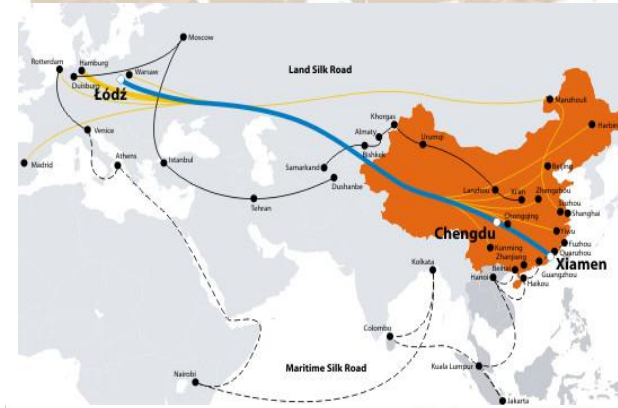 Moscow
Rotterdam
Hamburg
Duisburg
Warsaw
Łódź
Land Silk Road
Manzhouli
Harbin
Khorgas
Almaty
Urumqi
Bishkek
Venice
Athens
Istanbul
Madrid
Samarkand
Dushanbe
Tehran
Beijing
Lanzhou
Xi'an
Zhengzhou
Suzhou
Shanghai
Chongqing
Chengdu
Yiwu
Fuzhou
Kunming
Quanzhou
Zhanjiang
Xiamen
Beihai
Guangzhou
Hanoi
Haikou
Kolkata
Colombo
Maritime Silk Road
Nairobi
Kuala Lumpur
Jakarta